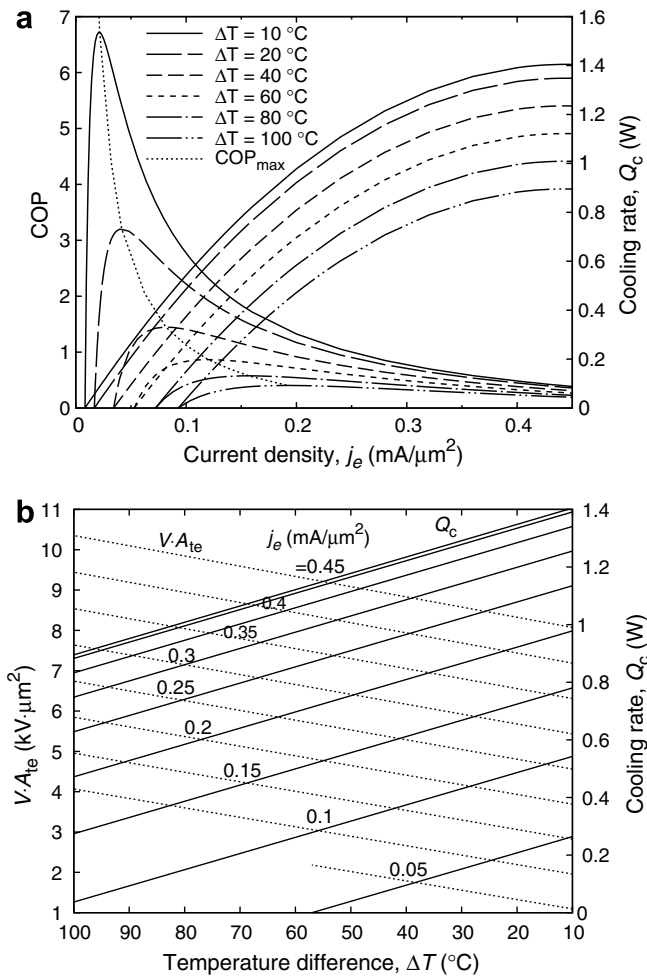 a
7
6
5
4
3
2
1
0
COP
ΔT = 10 °C
ΔT = 20 °C
ΔT = 40 °C
ΔT = 60 °C
ΔT = 80 °C
ΔT = 100 °C
COPmax
1.6
1.4
1.2
1
0.8
0.6
0.4
0.2
0
Cooling rate, Qc (W)
0 0.1 0.2 0.3 0.4
Current density, je (mA/μm²)
b
11
10
9
8
7
6
5
4
3
2
1
V·Ate (kV·μm²)
V·Ate je (mA/μm²) Qc
=0.45
0.4
0.35
0.3
0.25
0.2
0.15
0.1
0.05
1.4
1.2
1
0.8
0.6
0.4
0.2
0
Cooling rate, Qc (W)
100 90 80 70 60 50 40 30 20 10
Temperature difference, ΔT (°C)